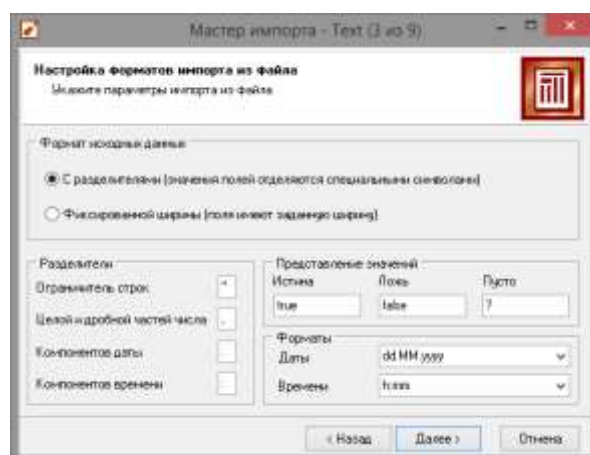 Мастер импорта - Text (3 из 9)
Настройка форматов импорта из файла
Укажите параметры импорта из файла
Формат исходных данных
С разделителями (значения полей отделяются специальными символами)
Фиксированной ширины (поля имеют заданную ширину)
Разделители
Ограничитель строк
Целой и дробной частей числа
Компонентов даты
Компонентов времени
Представление значений
Истина Ложь Пусто
true false ?
Форматы
Даты dd.MM.yyyy
Времени h:mm
< Назад Далее > Отмена